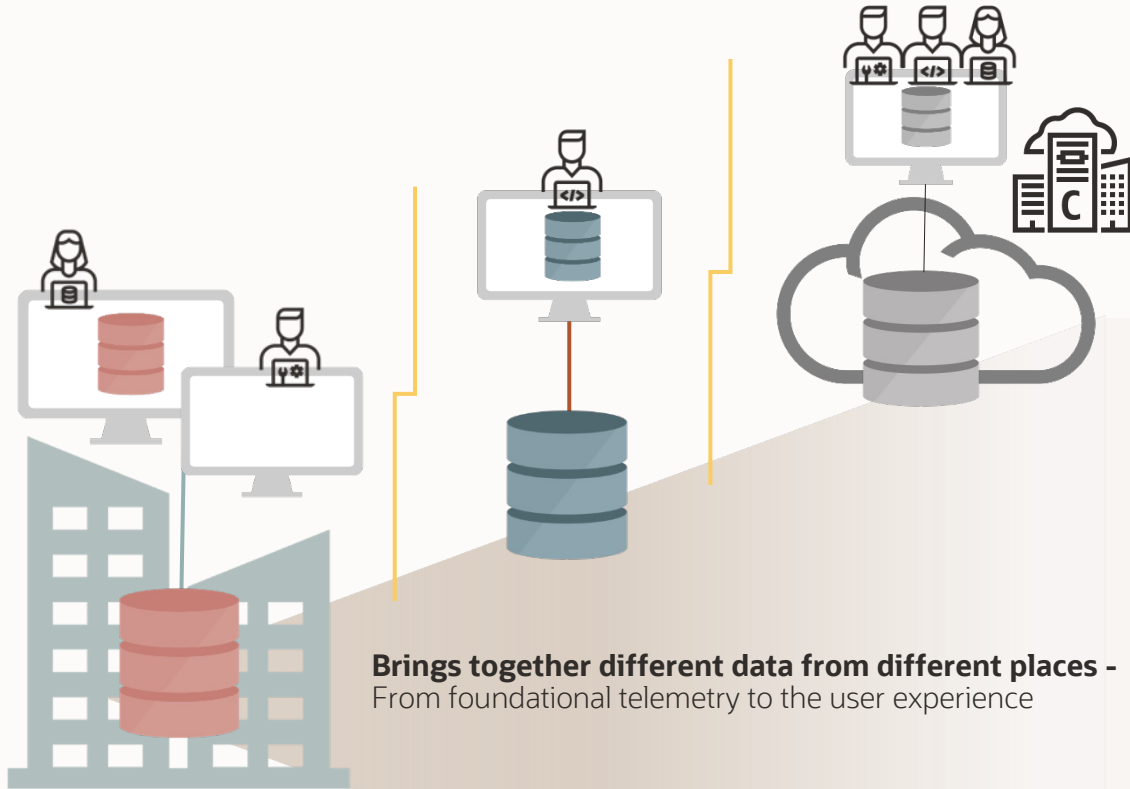 </>
</>
C
Brings together different data from different places -
From foundational telemetry to the user experience